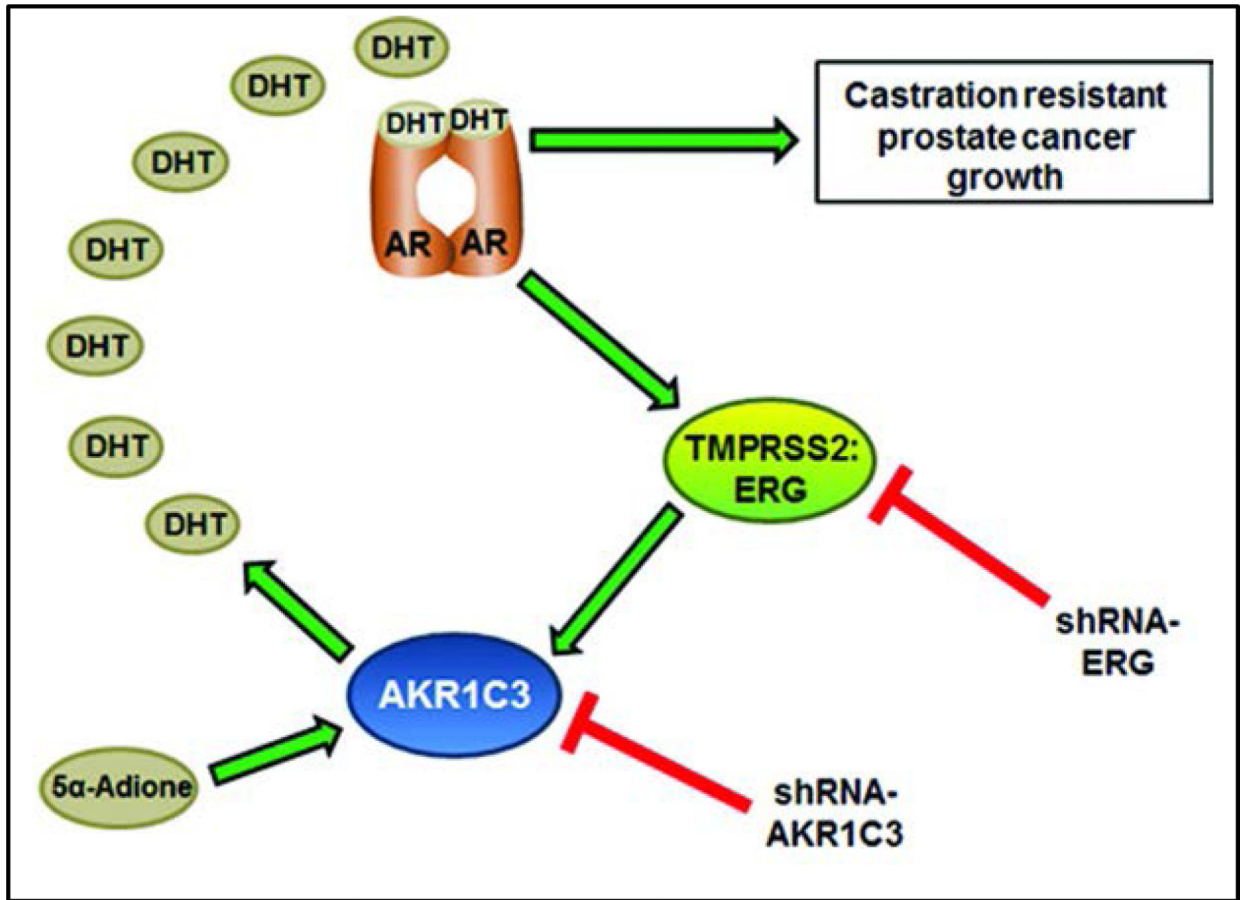 DHT
DHT
DHT
DHT
DHT
DHT
DHT
DHT DHT
AR AR
Castration resistant
prostate cancer
growth
TMPRSS2:
ERG
shRNA-
ERG
AKR1C3
5α-Adione
shRNA-
AKR1C3